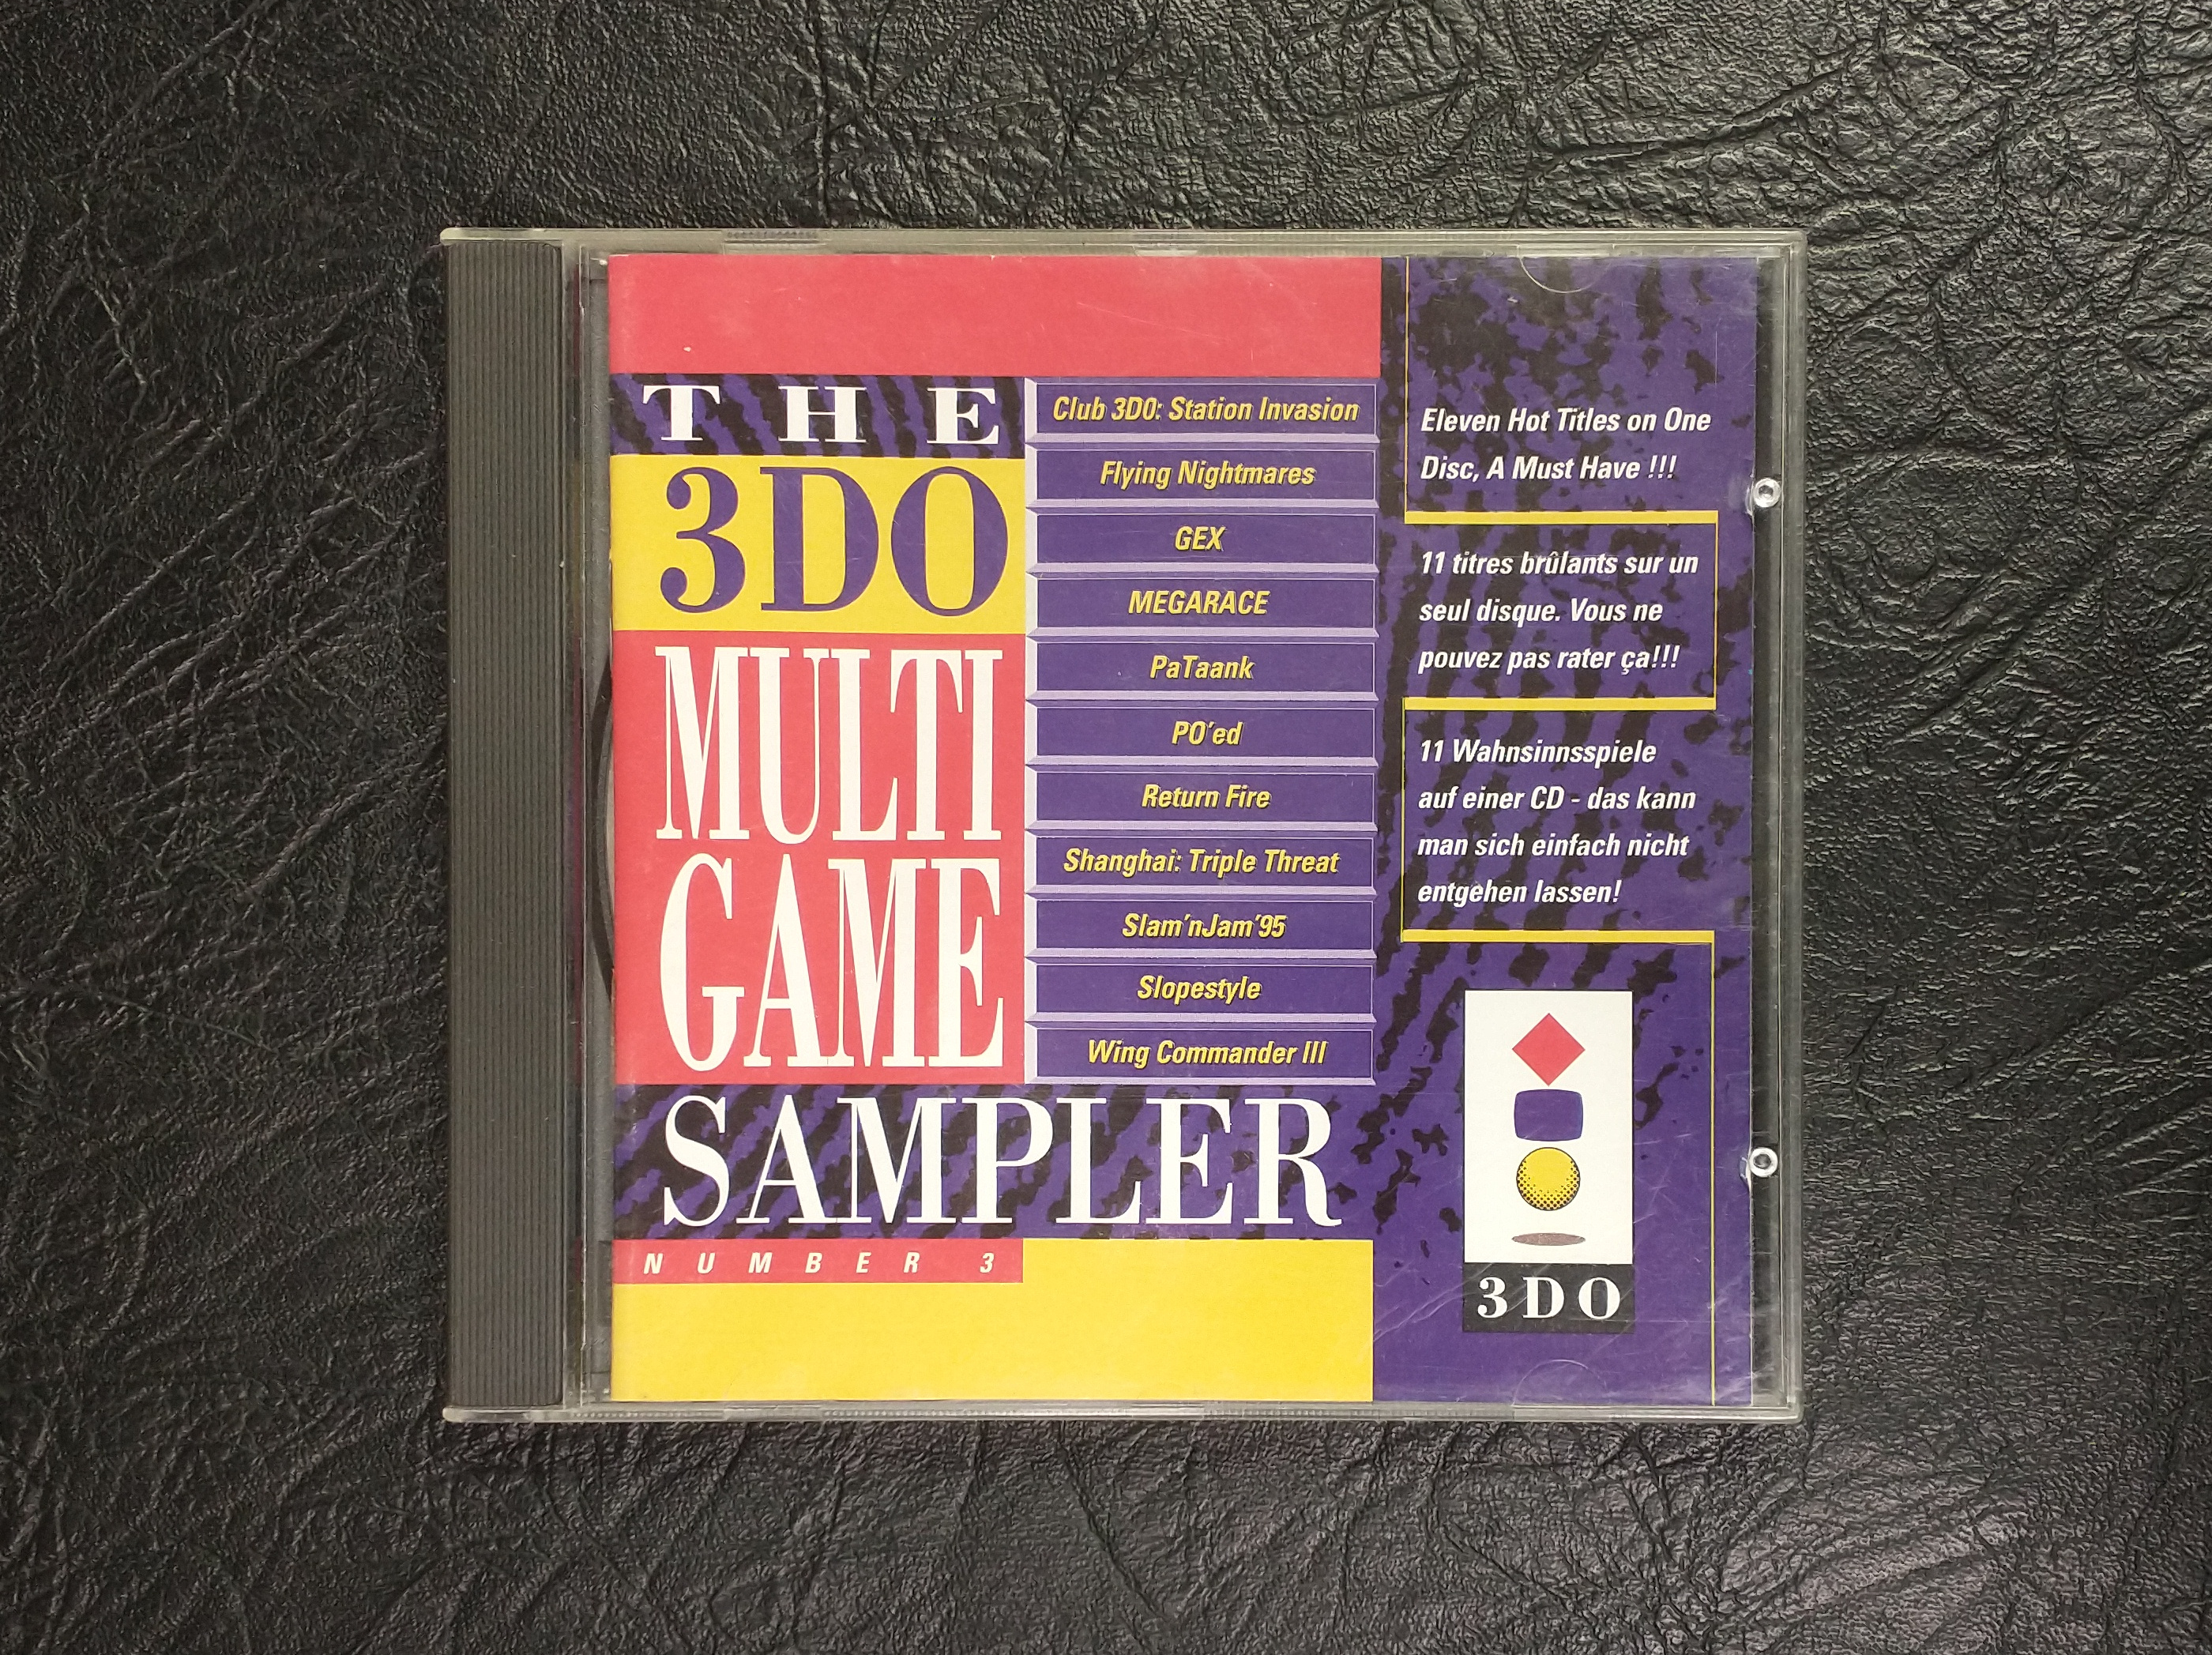 THE
3DO
MULTI
GAME
SAMPLER
NUMBER 3
Club 3DO: Station Invasion
Flying Nightmares
GEX
MEGARACE
PaTaank
PO'ed
Return Fire
Shanghai: Triple Threat
Slam'nJam'95
Slopestyle
Wing Commander III
Eleven Hot Titles on One
Disc, A Must Have !!!
11 titres brûlants sur un
seul disque. Vous ne
pouvez pas rater ça!!!
11 Wahnsinnsspiele
auf einer CD - das kann
man sich einfach nicht
entgehen lassen!
3DO